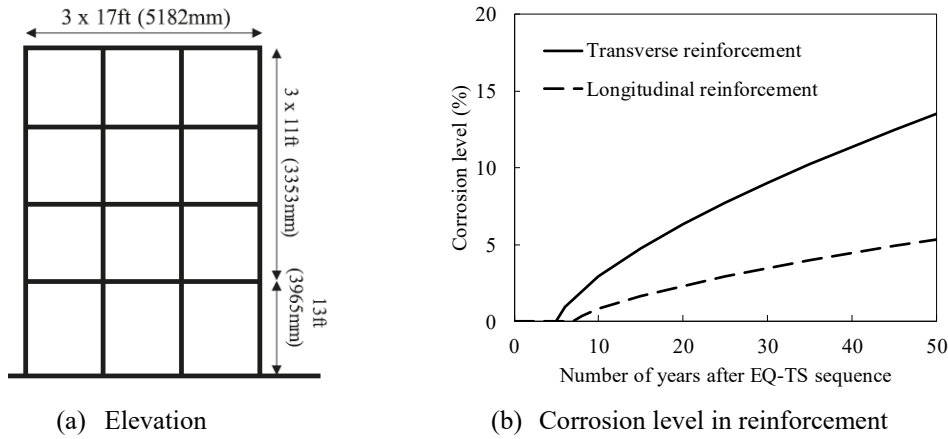 3 x 17ft (5182mm)
3 x 11ft (3353mm)
13ft
(3965mm)
(a) Elevation
20
15
10
5
0
Corrosion level (%)
Transverse reinforcement
Longitudinal reinforcement
0 10 20 30 40 50
Number of years after EQ-TS sequence
(b) Corrosion level in reinforcement